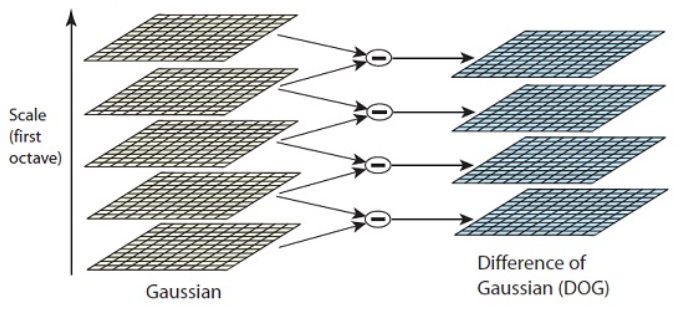 Scale
(first
octave)
Gaussian
Difference of
Gaussian (DOG)